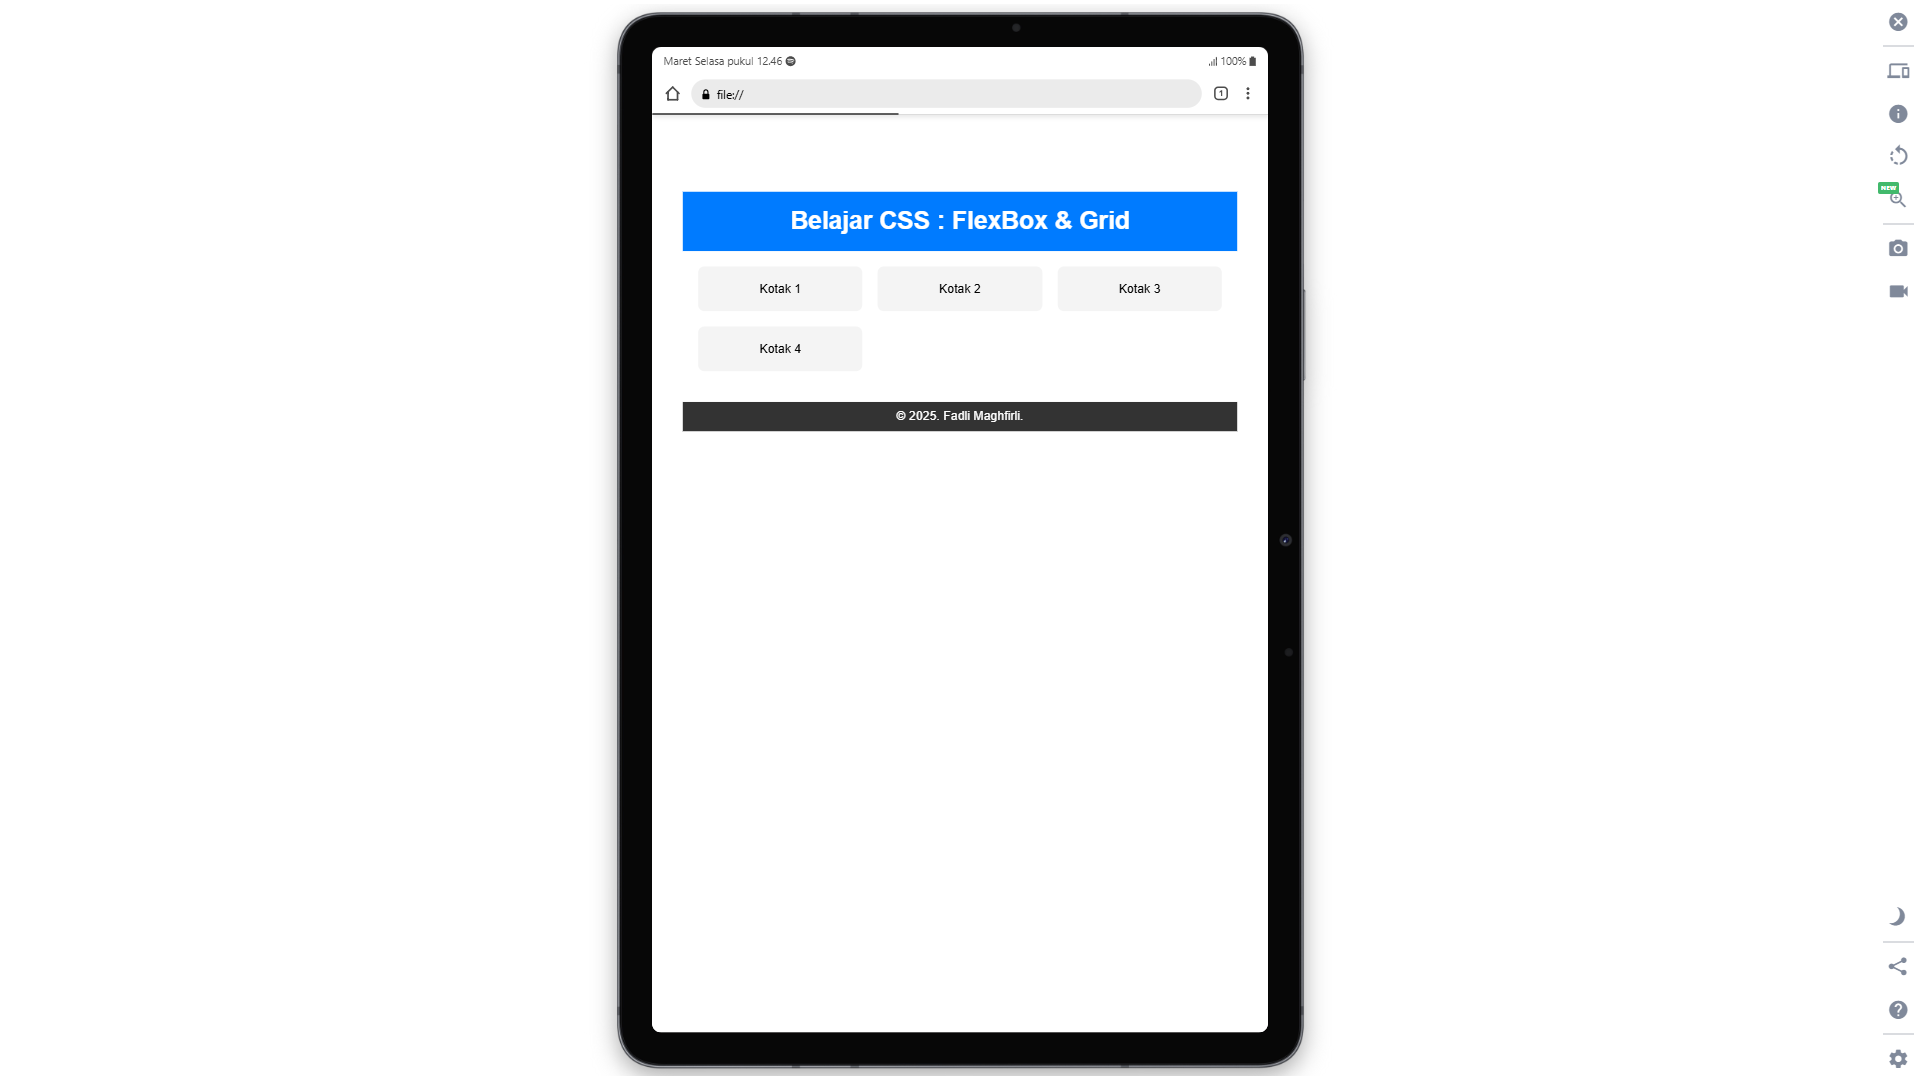 Maret Selasa pukul 12.46
100%
file://
1
NEW
Belajar CSS : FlexBox & Grid
Kotak 1
Kotak 2
Kotak 3
Kotak 4
© 2025. Fadli Maghfirli.